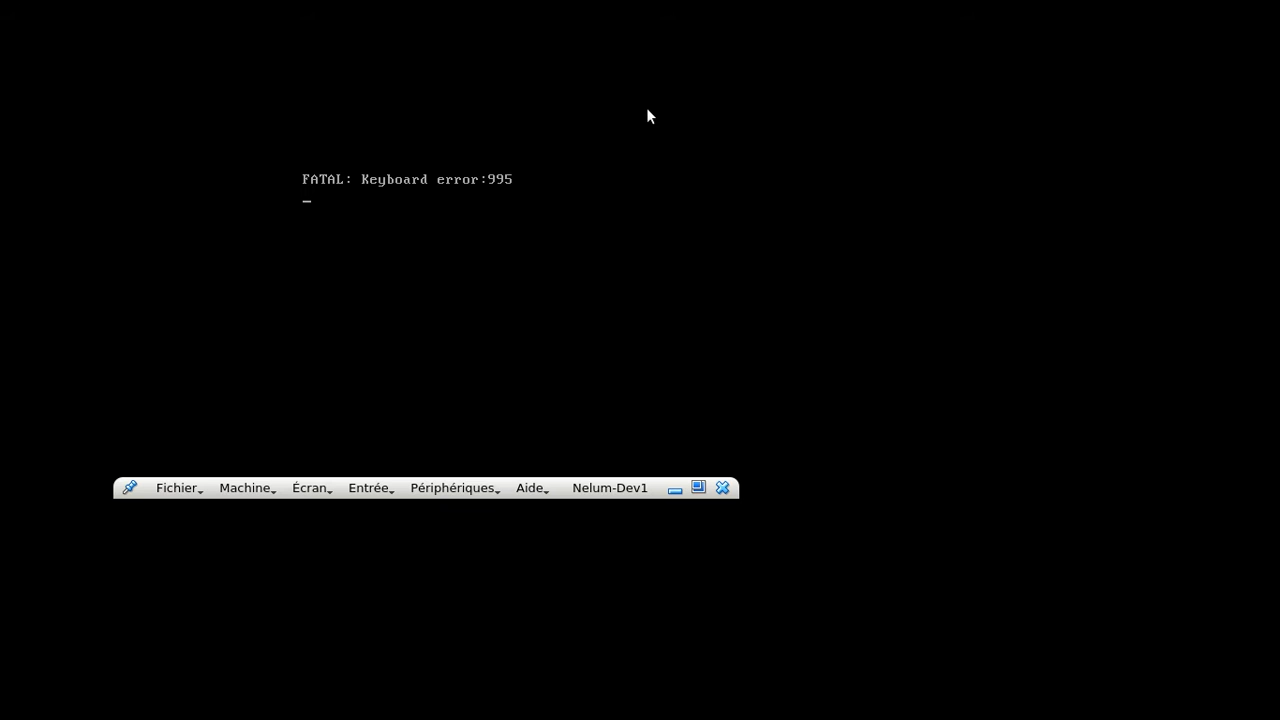 FATAL: Keyboard error:995
Fichier Machine Écran Entrée Périphériques Aide Nelum-Dev1